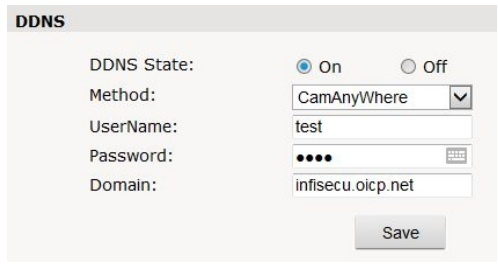 DDNS
DDNS State: On Off
Method: CamAnyWhere
UserName: test
Password: ●●●●
Domain: infisecu.oicp.net
Save